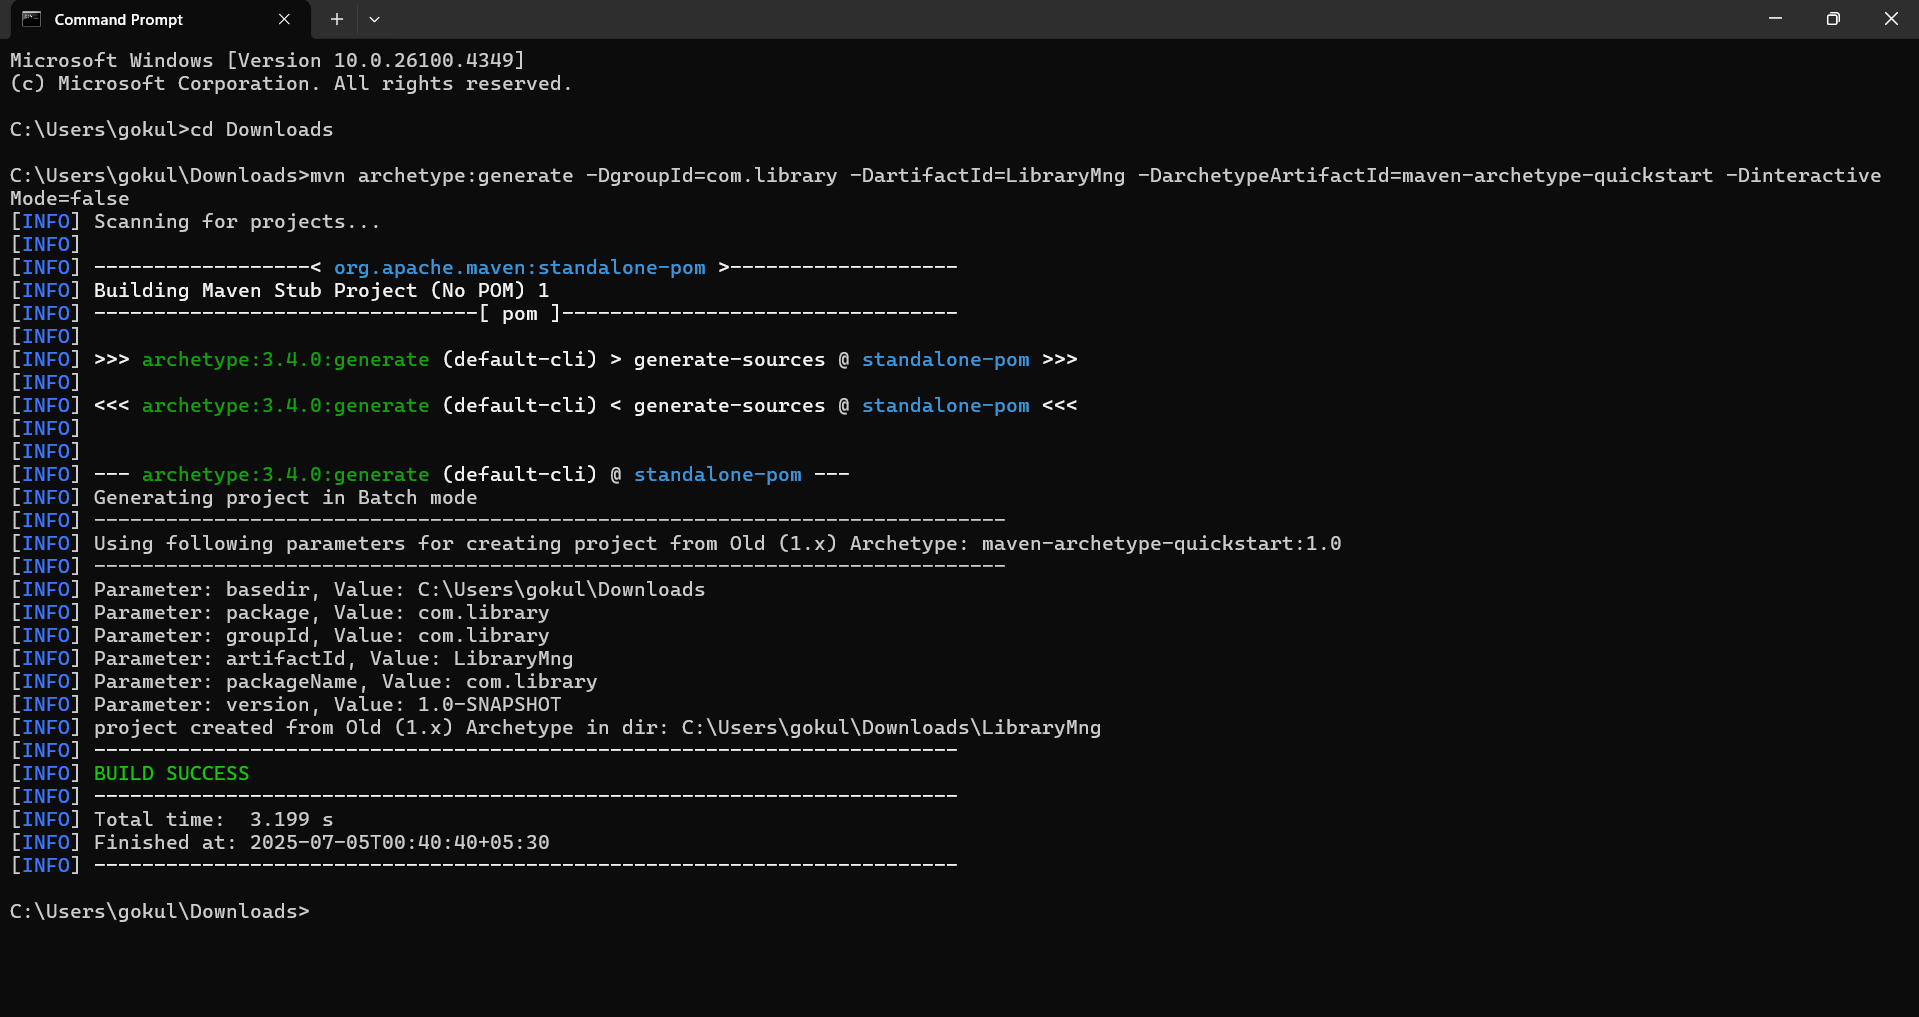 Command Prompt
Microsoft Windows [Version 10.0.26100.4349]
(c) Microsoft Corporation. All rights reserved.
C:\Users\gokul>cd Downloads
C:\Users\gokul\Downloads>mvn archetype:generate -DgroupId=com.library -DartifactId=LibraryMng -DarchetypeArtifactId=maven-archetype-quickstart -Dinteractive
Mode=false
[INFO] Scanning for projects...
[INFO]
[INFO] ------------------< org.apache.maven:standalone-pom >-------------------
[INFO] Building Maven Stub Project (No POM) 1
[INFO] --------------------------------[ pom ]---------------------------------
[INFO]
[INFO] >>> archetype:3.4.0:generate (default-cli) > generate-sources @ standalone-pom >>>
[INFO]
[INFO] <<< archetype:3.4.0:generate (default-cli) < generate-sources @ standalone-pom <<<
[INFO]
[INFO]
[INFO] --- archetype:3.4.0:generate (default-cli) @ standalone-pom ---
[INFO] Generating project in Batch mode
[INFO] ----------------------------------------------------------------------------
[INFO] Using following parameters for creating project from Old (1.x) Archetype: maven-archetype-quickstart:1.0
[INFO] ----------------------------------------------------------------------------
[INFO] Parameter: basedir, Value: C:\Users\gokul\Downloads
[INFO] Parameter: package, Value: com.library
[INFO] Parameter: groupId, Value: com.library
[INFO] Parameter: artifactId, Value: LibraryMng
[INFO] Parameter: packageName, Value: com.library
[INFO] Parameter: version, Value: 1.0-SNAPSHOT
[INFO] project created from Old (1.x) Archetype in dir: C:\Users\gokul\Downloads\LibraryMng
[INFO] ------------------------------------------------------------------------
[INFO] BUILD SUCCESS
[INFO] ------------------------------------------------------------------------
[INFO] Total time:  3.199 s
[INFO] Finished at: 2025-07-05T00:40:40+05:30
[INFO] ------------------------------------------------------------------------
C:\Users\gokul\Downloads>